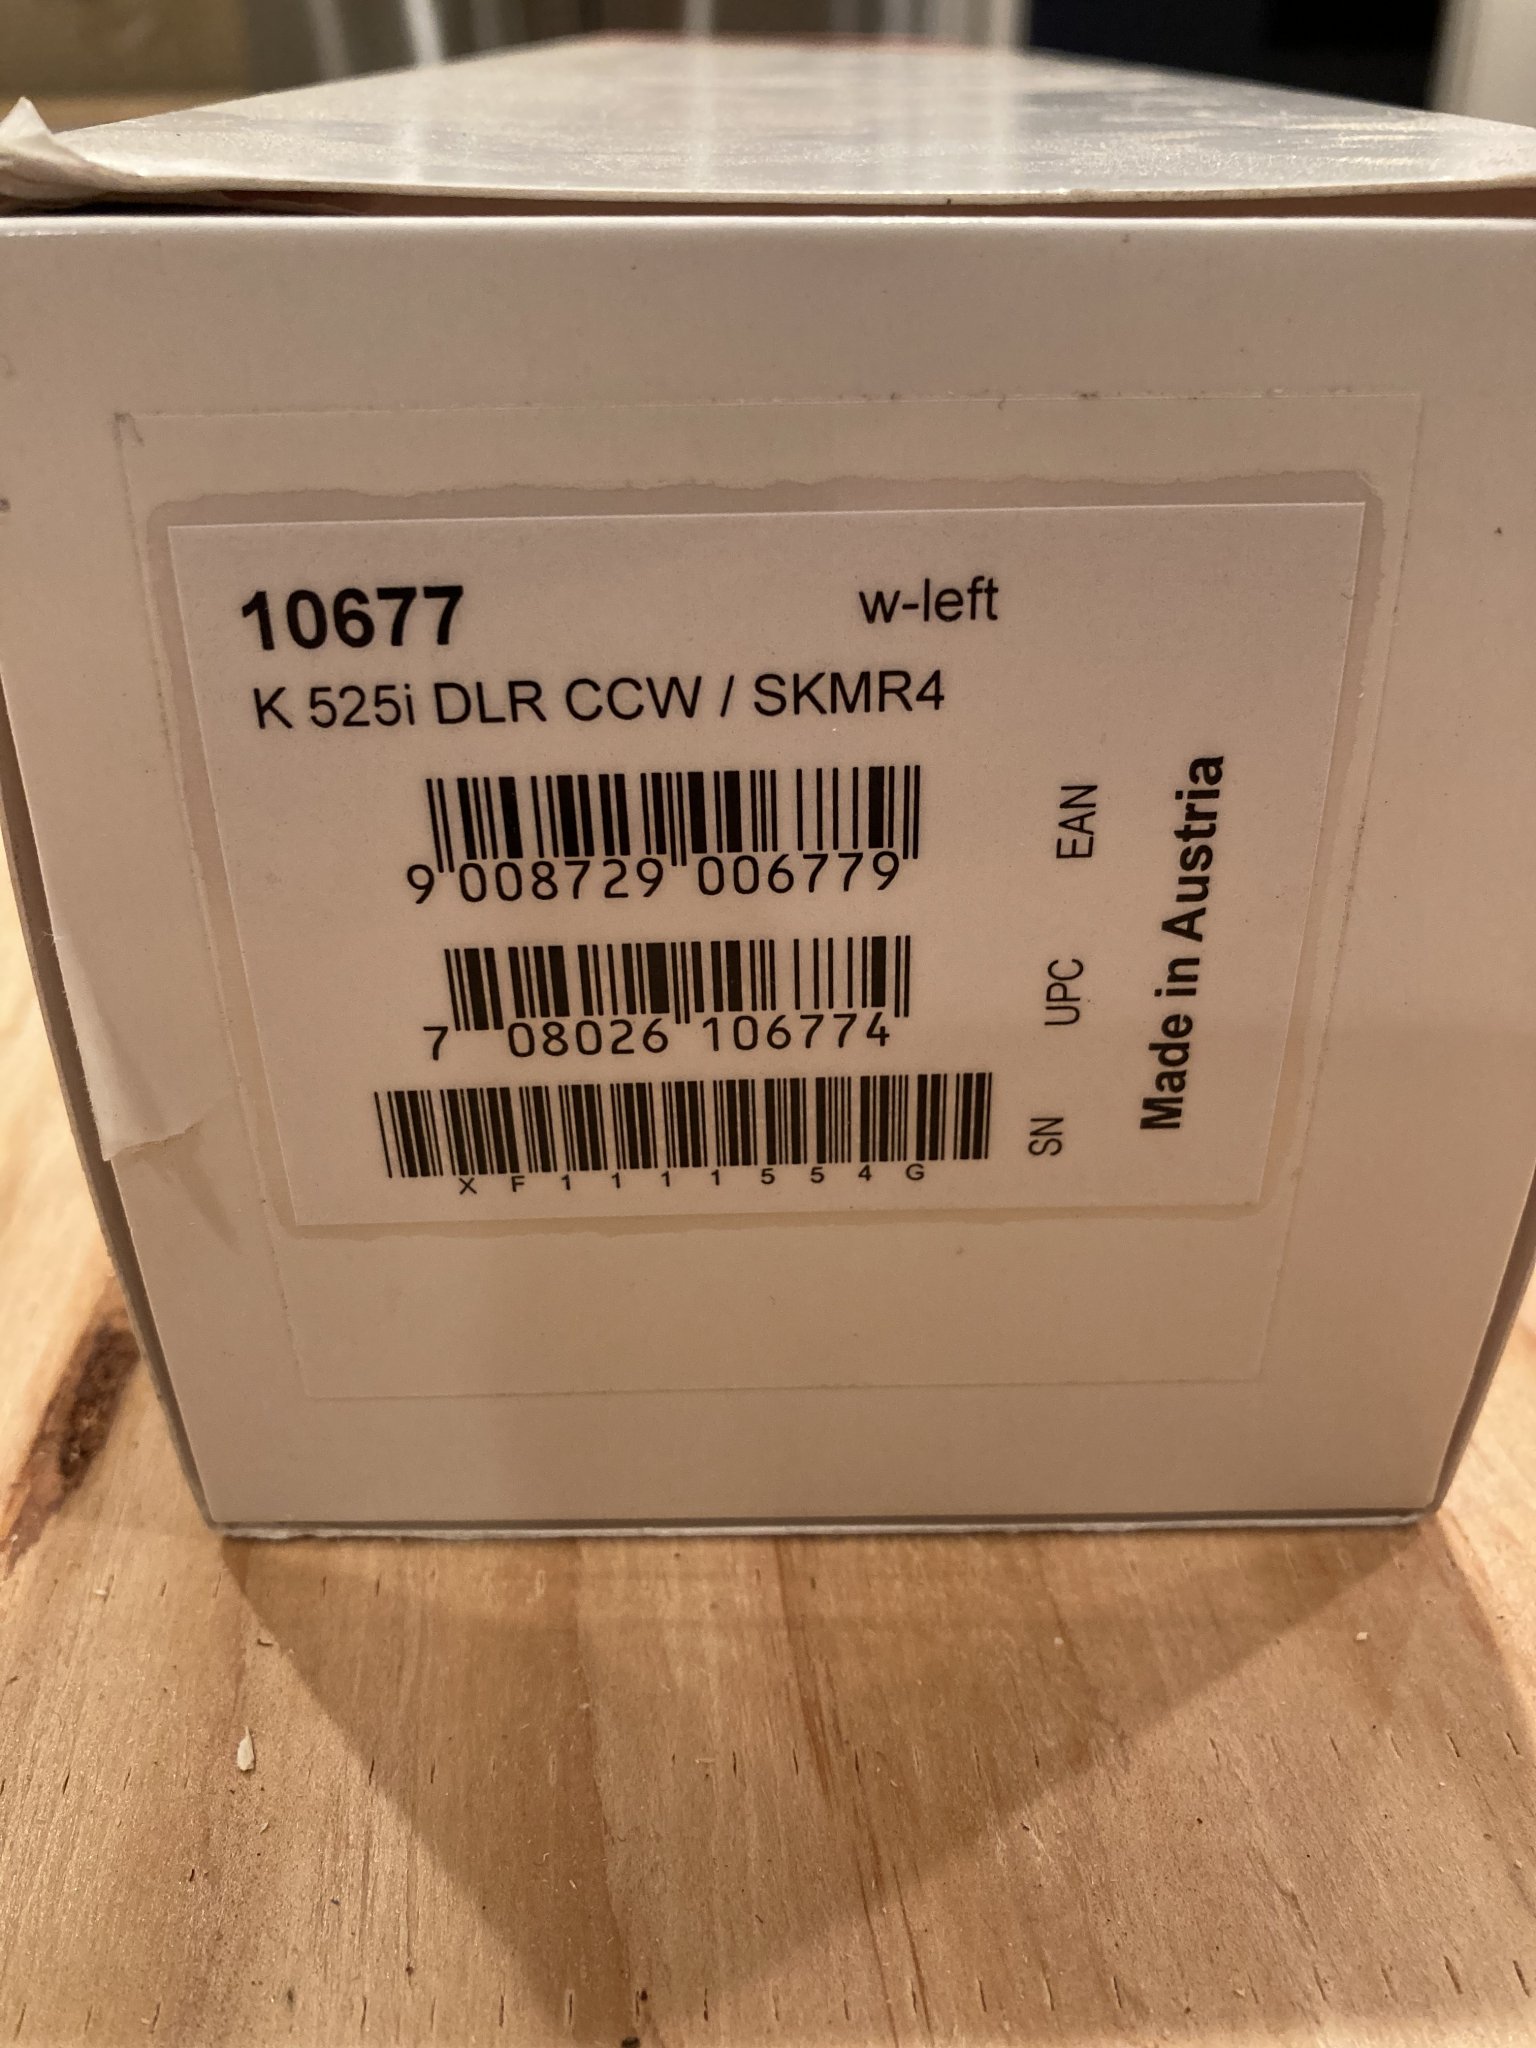 10677 w-left
K 525i DLR CCW / SKMR4
9 008729 006779
EAN
7 08026 106774
UPC
XF1111554G
SN
Made in Austria